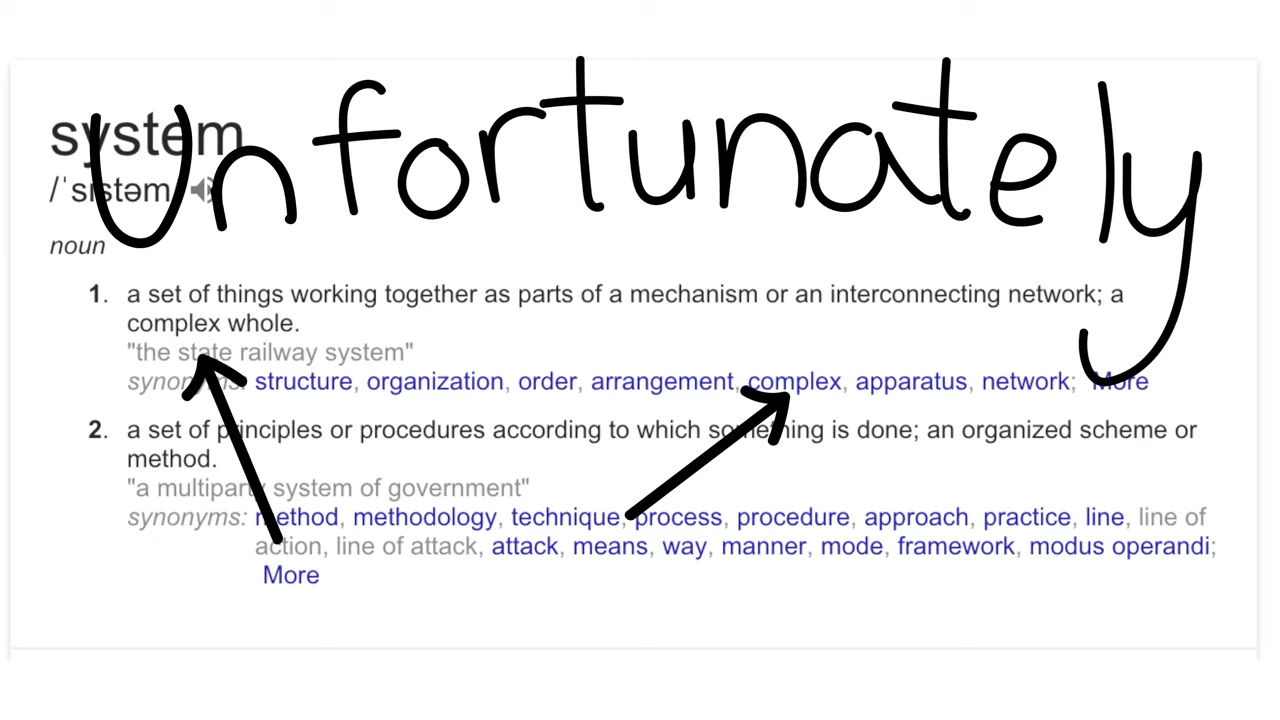 Unfortunately
system
/ˈsɪstəm/
noun
1. a set of things working together as parts of a mechanism or an interconnecting network; a
complex whole.
"the state railway system"
synonyms: structure, organization, order, arrangement, complex, apparatus, network; More
2. a set of principles or procedures according to which something is done; an organized scheme or
method.
"a multiparty system of government"
synonyms: method, methodology, technique, process, procedure, approach, practice, line, line of
action, line of attack, attack, means, way, manner, mode, framework, modus operandi;
More